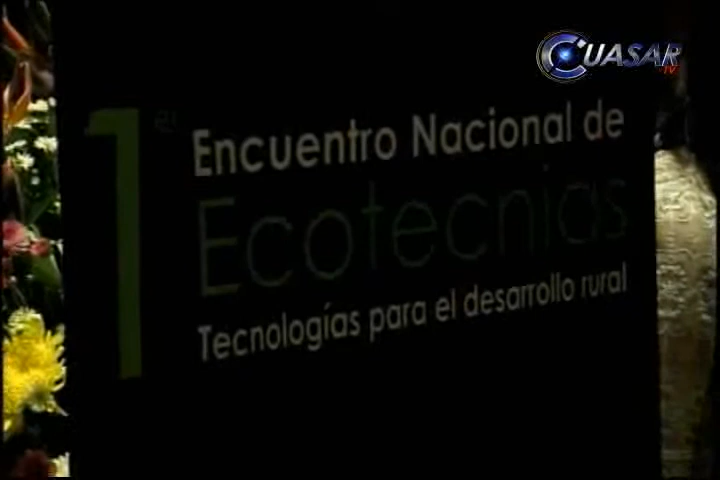 CUASAR
TV
1er Encuentro Nacional de
Ecotecnias
Tecnologías para el desarrollo rural